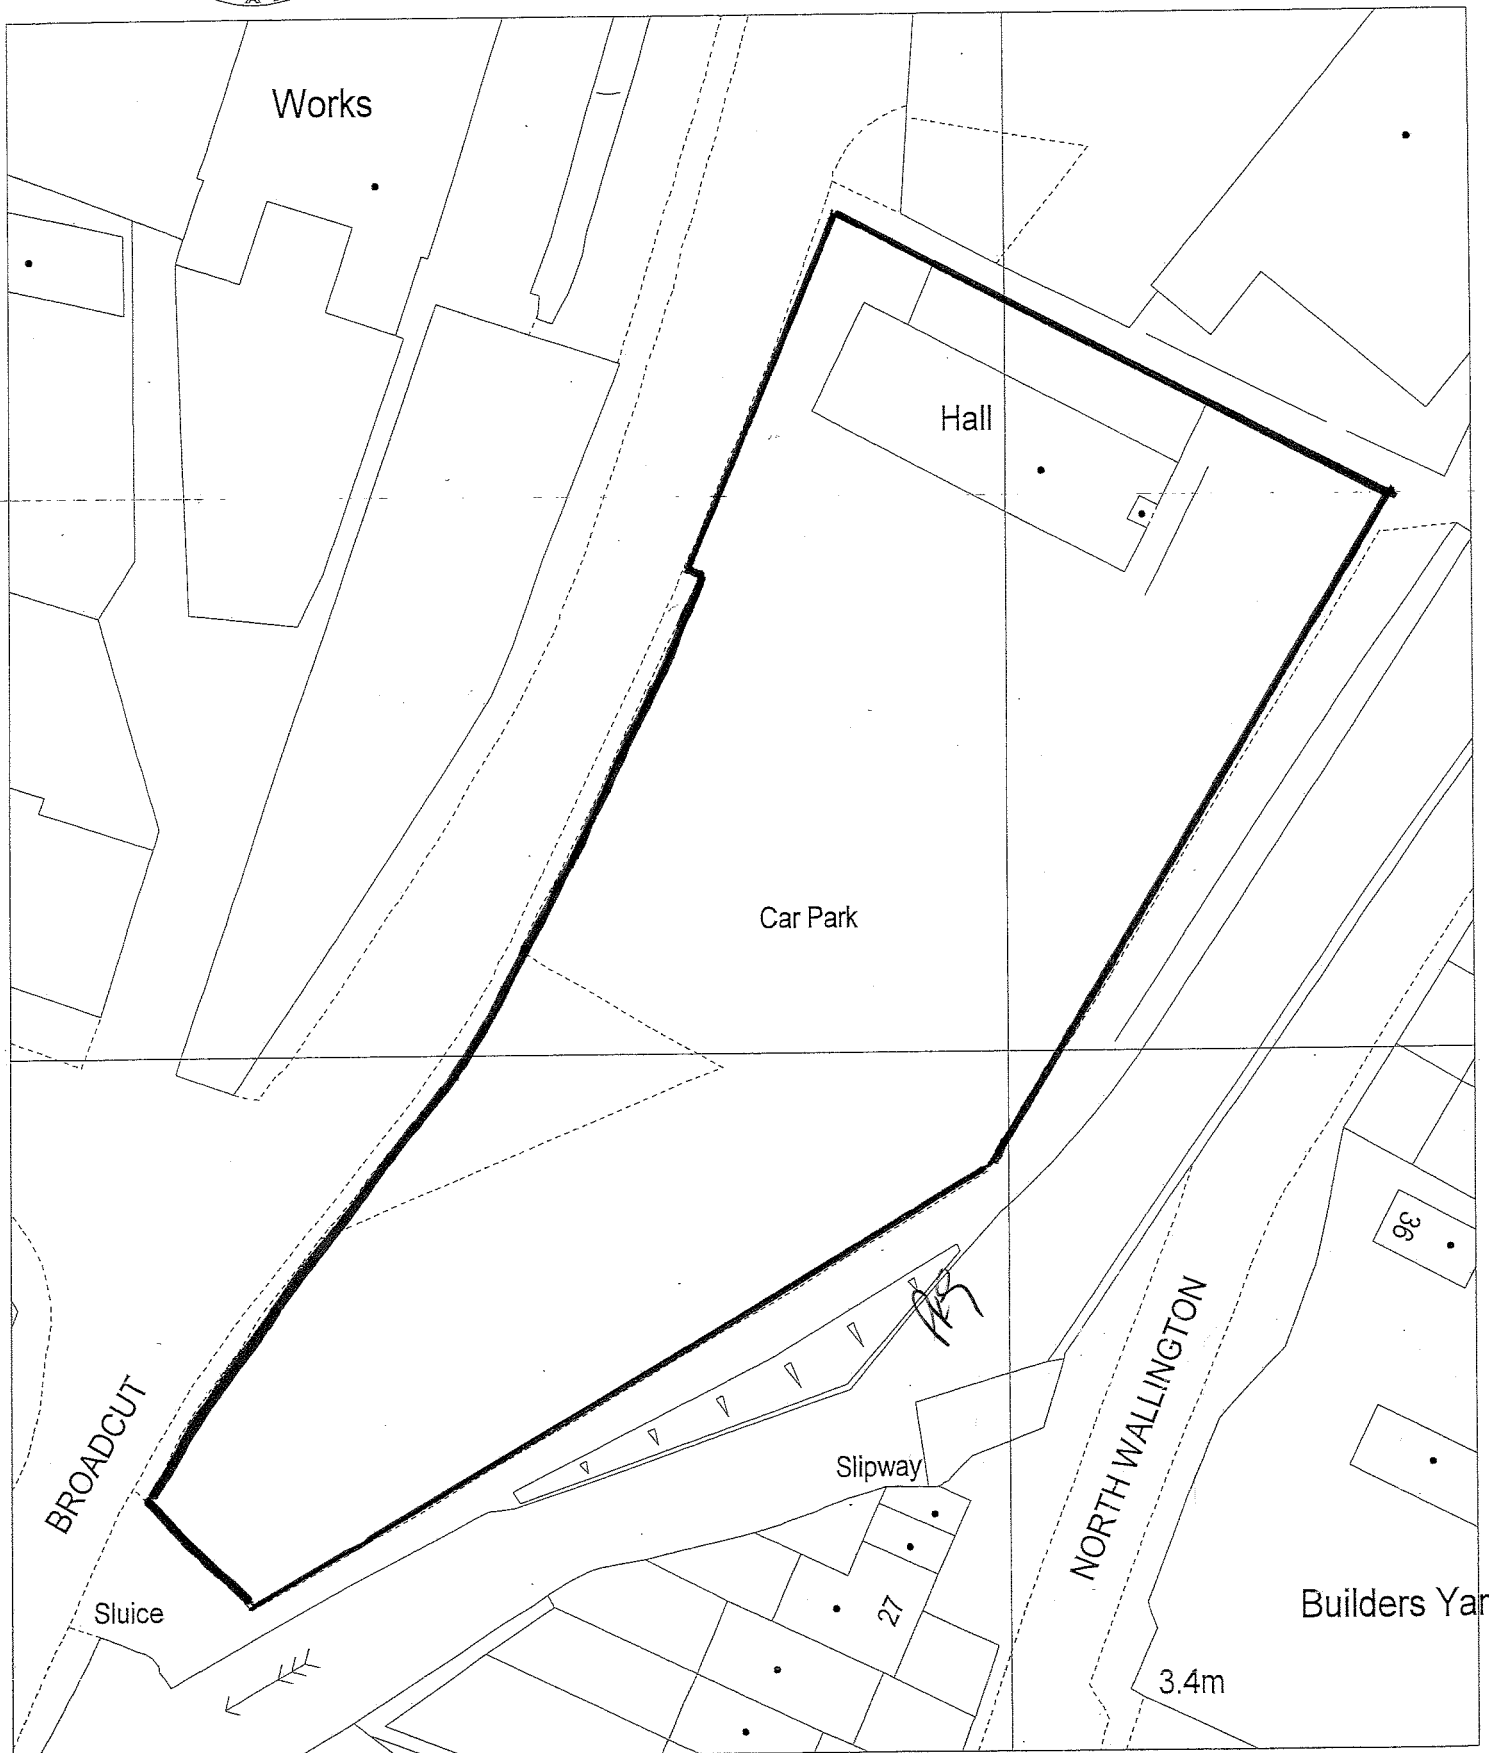 Works
Hall
Car Park
36
BROADCUT
NORTH WALLINGTON
Slipway
27
Sluice
Builders Yar
3.4m